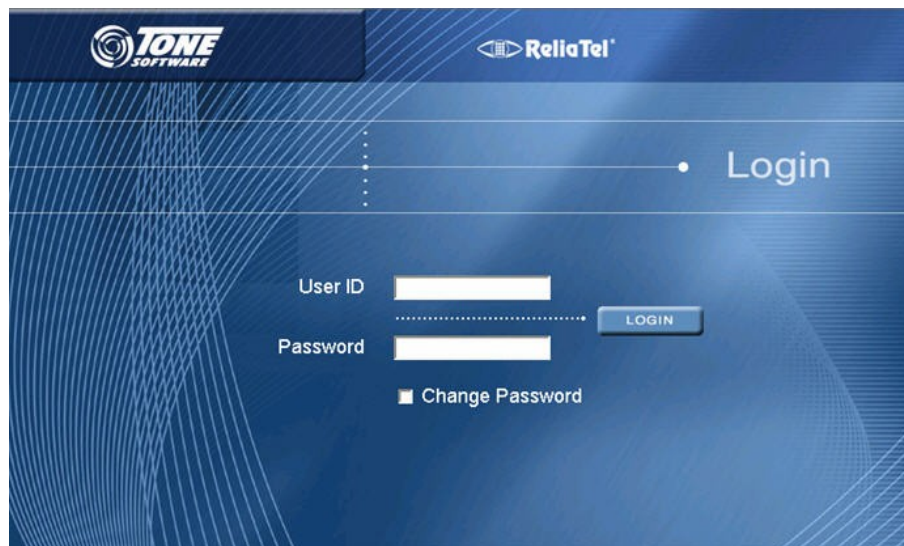 TONE
SOFTWARE
ReliaTel
Login
User ID
LOGIN
Password
Change Password